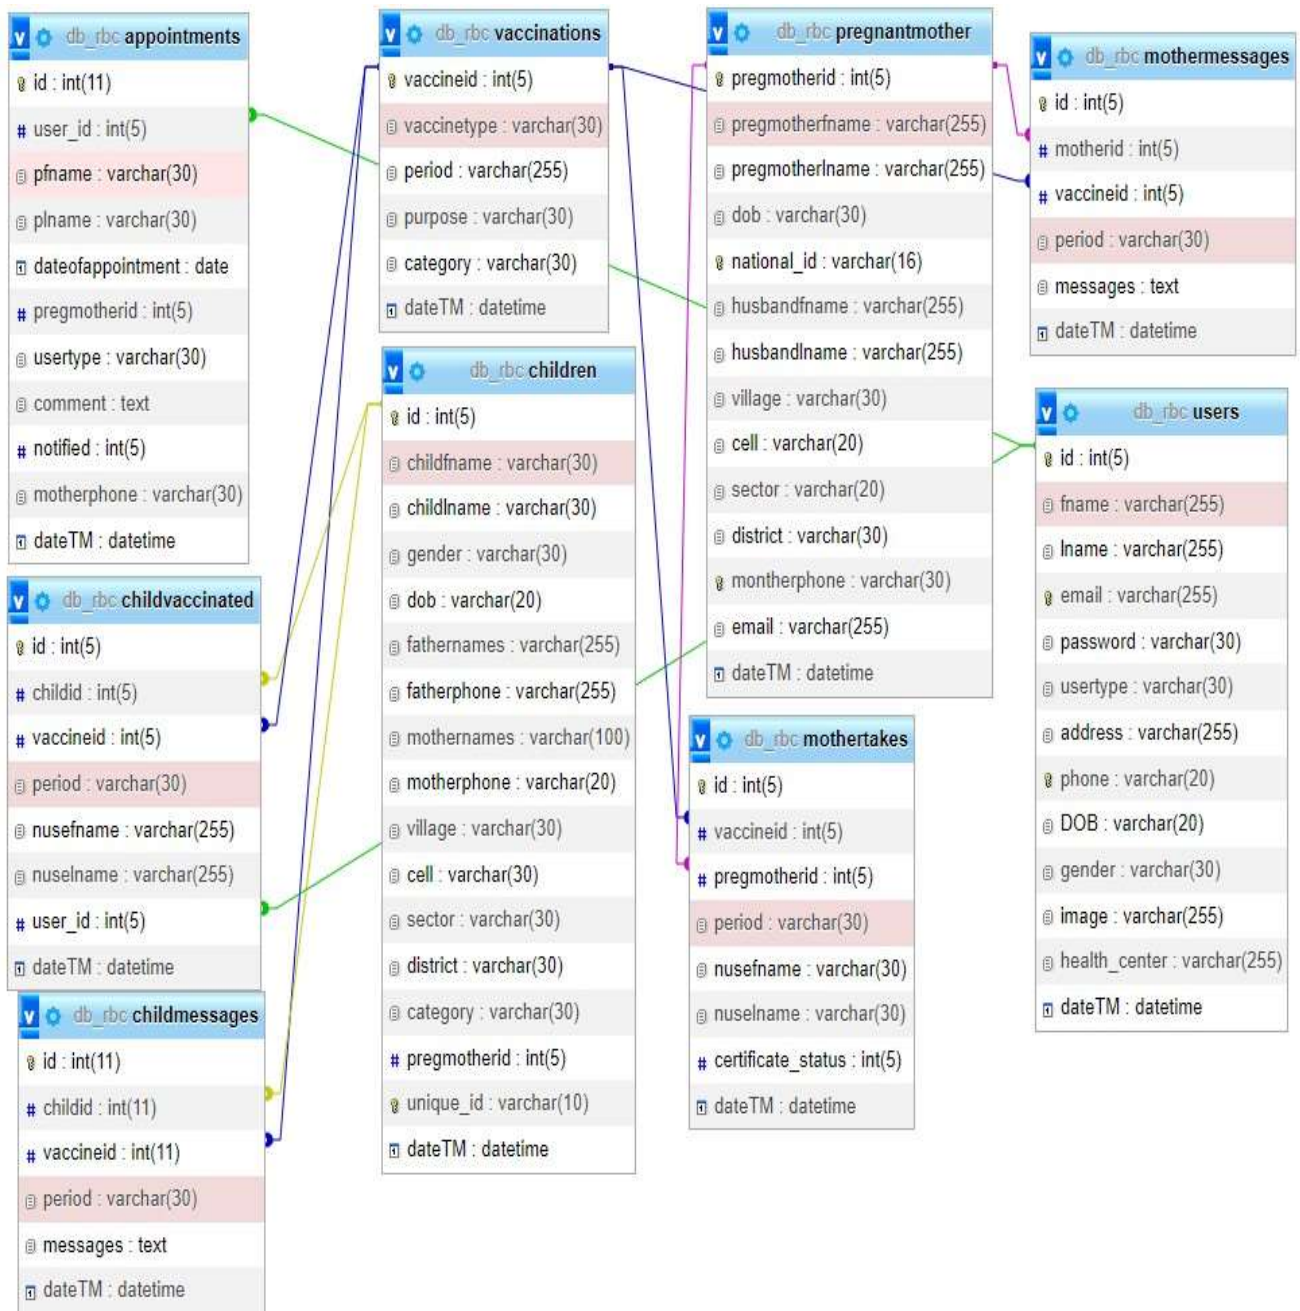 db_rbc appointments
id : int(11)
user_id : int(5)
pfname : varchar(30)
plname : varchar(30)
dateofappointment : date
pregmotherid : int(5)
usertype : varchar(30)
comment : text
notified : int(5)
motherphone : varchar(30)
dateTM : datetime
db_rbc childvaccinated
id : int(5)
childid : int(5)
vaccineid : int(5)
period : varchar(30)
nusefname : varchar(255)
nuselname : varchar(255)
user_id : int(5)
dateTM : datetime
db_rbc childmessages
id : int(11)
childid : int(11)
vaccineid : int(11)
period : varchar(30)
messages : text
dateTM : datetime
db_rbc vaccinations
vaccineid : int(5)
vaccinetype : varchar(30)
period : varchar(255)
purpose : varchar(30)
category : varchar(30)
dateTM : datetime
db_rbc children
id : int(5)
childfname : varchar(30)
childlname : varchar(30)
gender : varchar(30)
dob : varchar(20)
fathernames : varchar(255)
fatherphone : varchar(255)
mothernames : varchar(100)
motherphone : varchar(20)
village : varchar(30)
cell : varchar(30)
sector : varchar(30)
district : varchar(30)
category : varchar(30)
pregmotherid : int(5)
unique_id : varchar(10)
dateTM : datetime
db_rbc pregnantmother
pregmotherid : int(5)
pregmotherfname : varchar(255)
pregmotherlname : varchar(255)
dob : varchar(30)
national_id : varchar(16)
husbandfname : varchar(255)
husbandlname : varchar(255)
village : varchar(30)
cell : varchar(20)
sector : varchar(20)
district : varchar(30)
montherphone : varchar(30)
email : varchar(255)
dateTM : datetime
db_rbc mothertakes
id : int(5)
vaccineid : int(5)
pregmotherid : int(5)
period : varchar(30)
nusefname : varchar(30)
nuselname : varchar(30)
certificate_status : int(5)
dateTM : datetime
db_rbc mothermessages
id : int(5)
motherid : int(5)
vaccineid : int(5)
period : varchar(30)
messages : text
dateTM : datetime
db_rbc users
id : int(5)
fname : varchar(255)
lname : varchar(255)
email : varchar(255)
password : varchar(30)
usertype : varchar(30)
address : varchar(255)
phone : varchar(20)
DOB : varchar(20)
gender : varchar(30)
image : varchar(255)
health_center : varchar(255)
dateTM : datetime